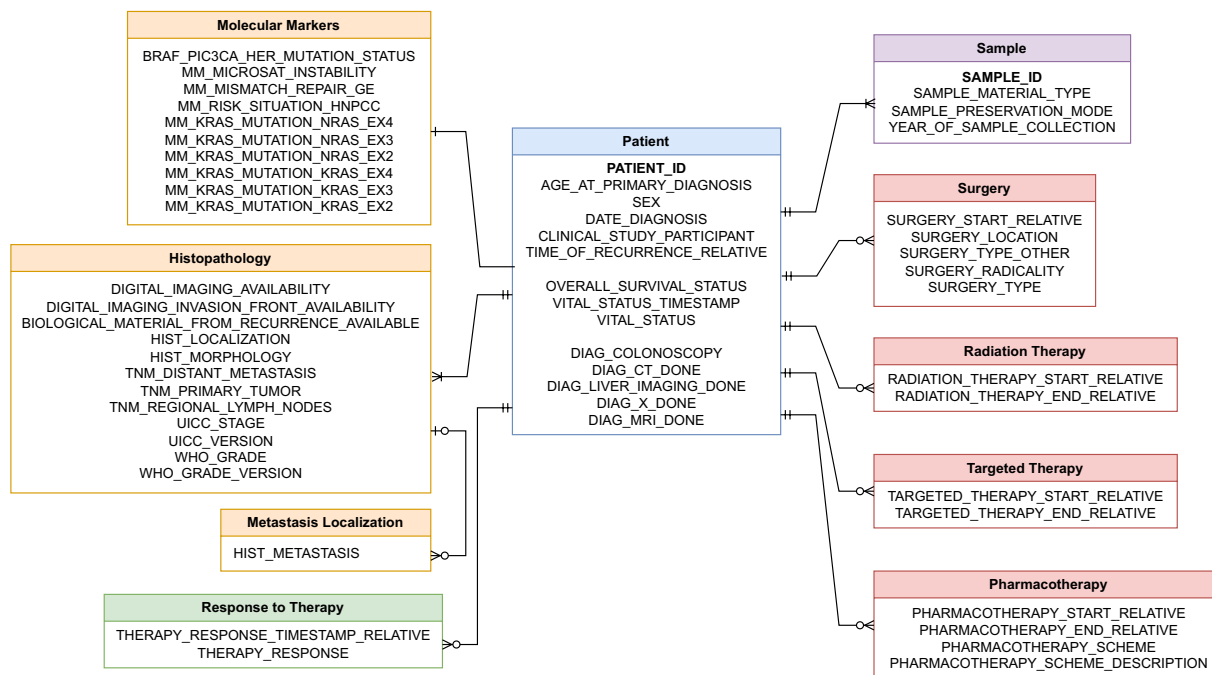 Molecular Markers
BRAF_PIC3CA_HER_MUTATION_STATUS
MM_MICROSAT_INSTABILITY
MM_MISMATCH_REPAIR_GE
MM_RISK_SITUATION_HNPCC
MM_KRAS_MUTATION_NRAS_EX4
MM_KRAS_MUTATION_NRAS_EX3
MM_KRAS_MUTATION_NRAS_EX2
MM_KRAS_MUTATION_KRAS_EX4
MM_KRAS_MUTATION_KRAS_EX3
MM_KRAS_MUTATION_KRAS_EX2
Histopathology
DIGITAL_IMAGING_AVAILABILITY
DIGITAL_IMAGING_INVASION_FRONT_AVAILABILITY
BIOLOGICAL_MATERIAL_FROM_RECURRENCE_AVAILABLE
HIST_LOCALIZATION
HIST_MORPHOLOGY
TNM_DISTANT_METASTASIS
TNM_PRIMARY_TUMOR
TNM_REGIONAL_LYMPH_NODES
UICC_STAGE
UICC_VERSION
WHO_GRADE
WHO_GRADE_VERSION
Metastasis Localization
HIST_METASTASIS
Response to Therapy
THERAPY_RESPONSE_TIMESTAMP_RELATIVE
THERAPY_RESPONSE
Patient
PATIENT_ID
AGE_AT_PRIMARY_DIAGNOSIS
SEX
DATE_DIAGNOSIS
CLINICAL_STUDY_PARTICIPANT
TIME_OF_RECURRENCE_RELATIVE
OVERALL_SURVIVAL_STATUS
VITAL_STATUS_TIMESTAMP
VITAL_STATUS
DIAG_COLONOSCOPY
DIAG_CT_DONE
DIAG_LIVER_IMAGING_DONE
DIAG_X_DONE
DIAG_MRI_DONE
Sample
SAMPLE_ID
SAMPLE_MATERIAL_TYPE
SAMPLE_PRESERVATION_MODE
YEAR_OF_SAMPLE_COLLECTION
Surgery
SURGERY_START_RELATIVE
SURGERY_LOCATION
SURGERY_TYPE_OTHER
SURGERY_RADICALITY
SURGERY_TYPE
Radiation Therapy
RADIATION_THERAPY_START_RELATIVE
RADIATION_THERAPY_END_RELATIVE
Targeted Therapy
TARGETED_THERAPY_START_RELATIVE
TARGETED_THERAPY_END_RELATIVE
Pharmacotherapy
PHARMACOTHERAPY_START_RELATIVE
PHARMACOTHERAPY_END_RELATIVE
PHARMACOTHERAPY_SCHEME
PHARMACOTHERAPY_SCHEME_DESCRIPTION